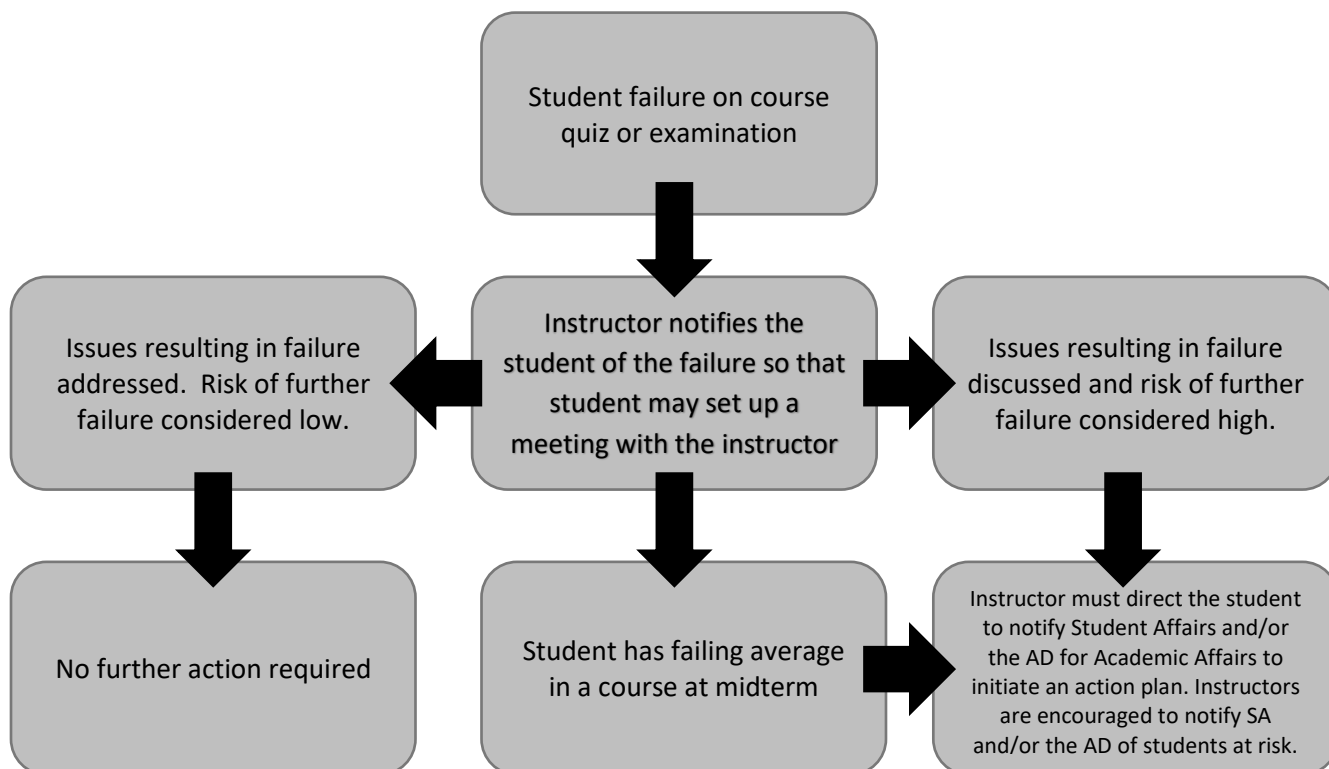 Student failure on course
quiz or examination
Issues resulting in failure
addressed.  Risk of further
failure considered low.
Instructor notifies the
student of the failure so that
student may set up a
meeting with the instructor
Issues resulting in failure
discussed and risk of further
failure considered high.
No further action required
Student has failing average
in a course at midterm
Instructor must direct the student
to notify Student Affairs and/or
the AD for Academic Affairs to
initiate an action plan. Instructors
are encouraged to notify SA
and/or the AD of students at risk.